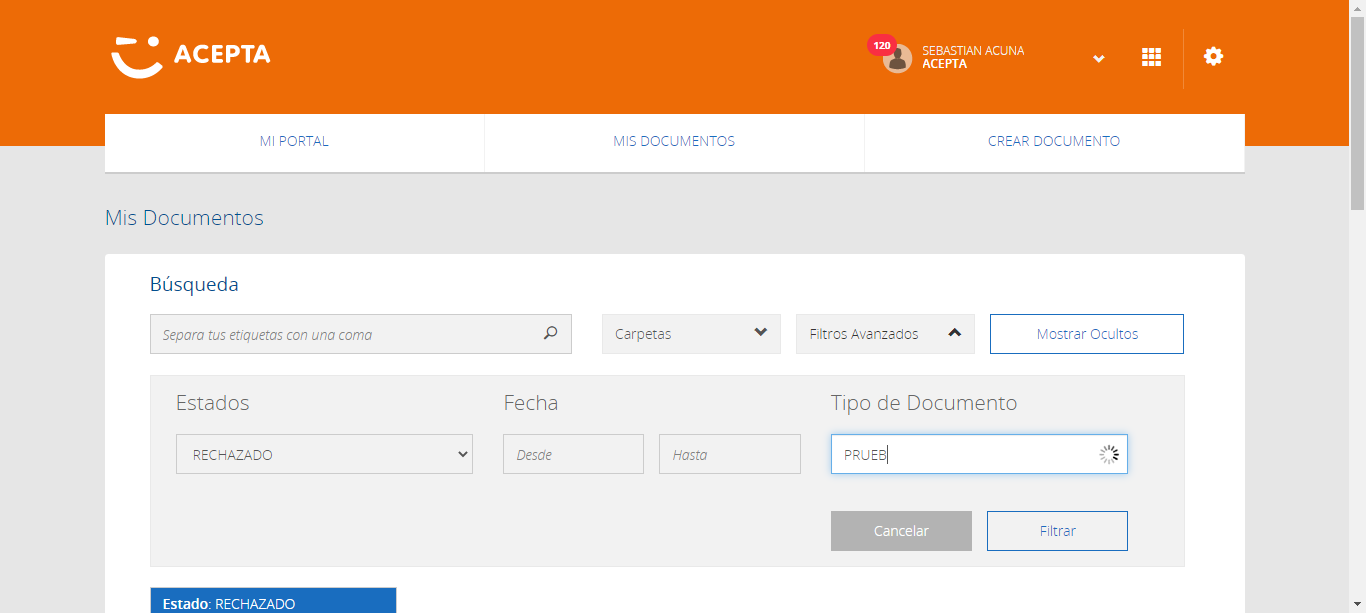 ACEPTA
120
SEBASTIAN ACUNA
ACEPTA
MI PORTAL
MIS DOCUMENTOS
CREAR DOCUMENTO
Mis Documentos
Búsqueda
Separa tus etiquetas con una coma
Carpetas
Filtros Avanzados
Mostrar Ocultos
Estados
Fecha
Tipo de Documento
RECHAZADO
Desde
Hasta
PRUEB
Cancelar
Filtrar
Estado: RECHAZADO